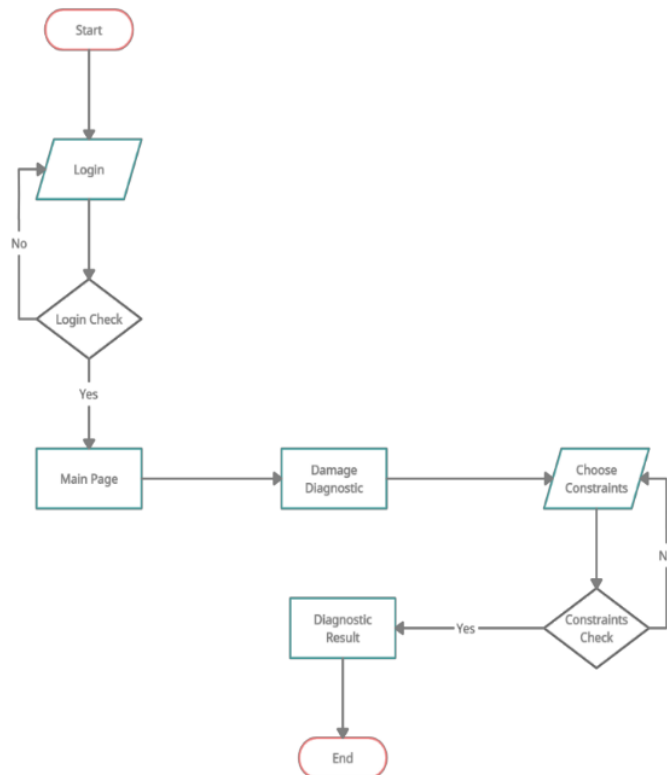 Start
Login
No
Login Check
Yes
Main Page
Damage
Diagnostic
Choose
Constraints
Diagnostic
Result
Yes
Constraints
Check
End